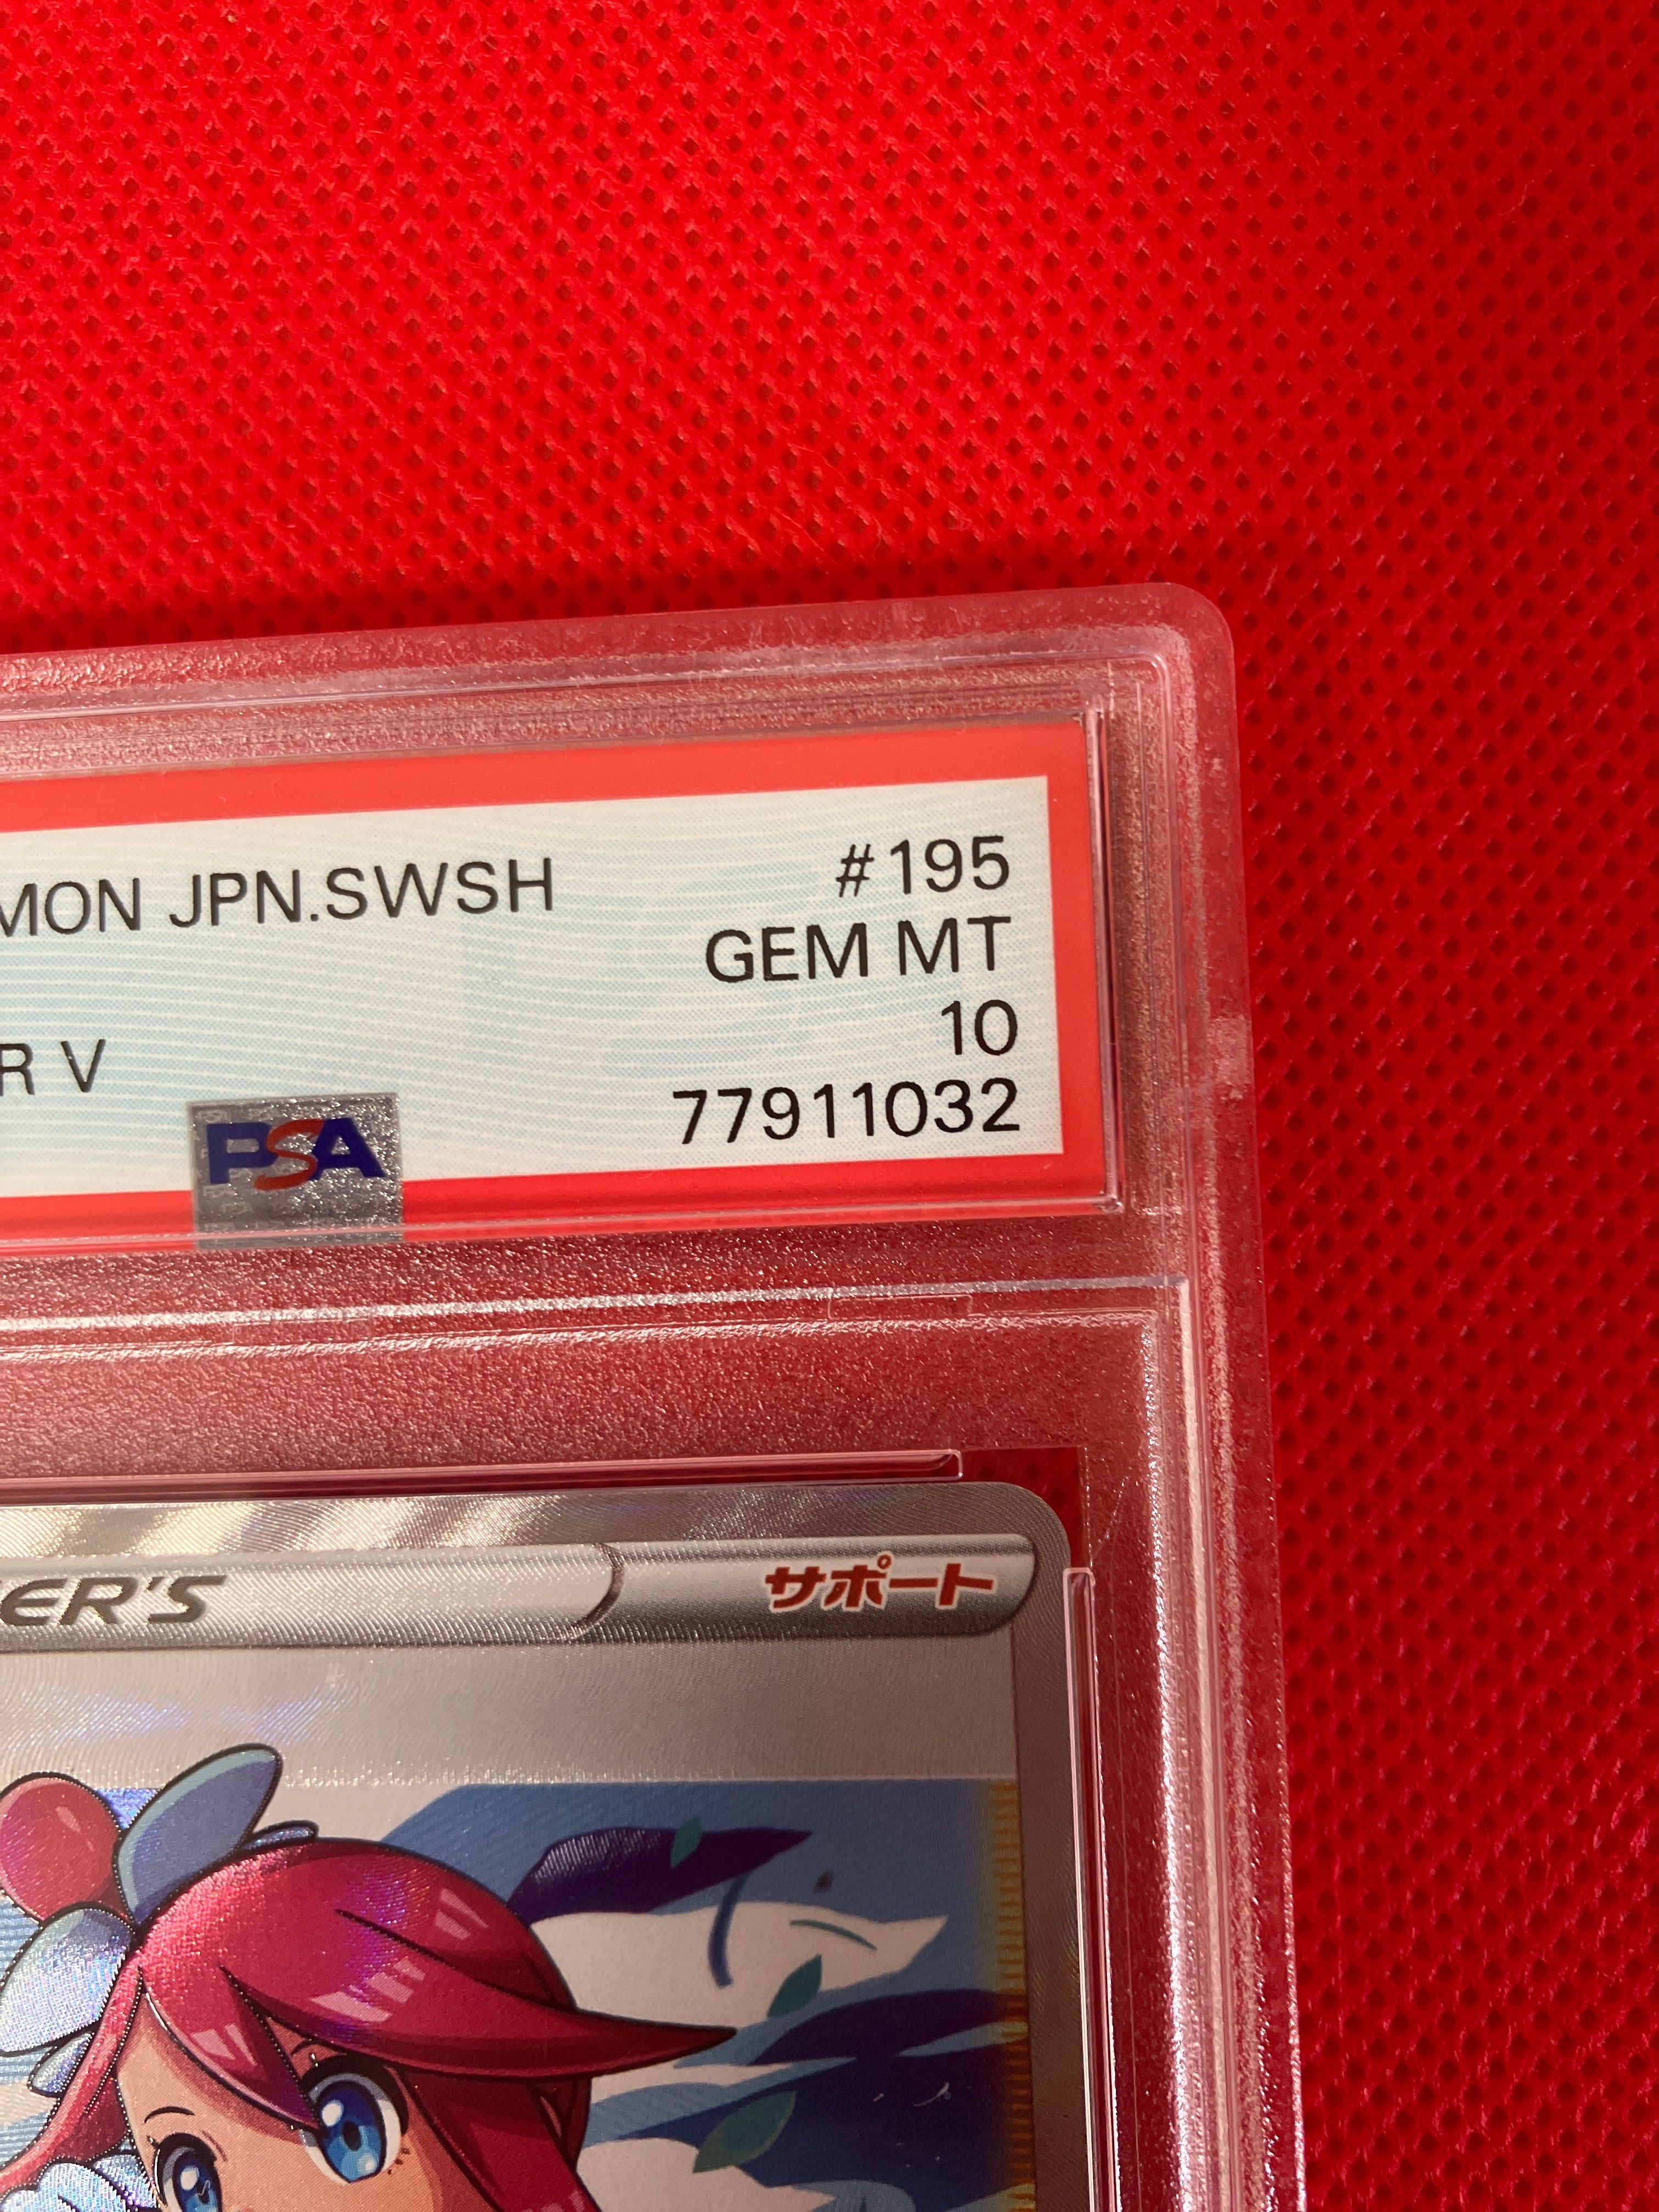 MON JPN.SWSH #195
GEM MT
R V 10
PSA 77911032
ER'S サポート